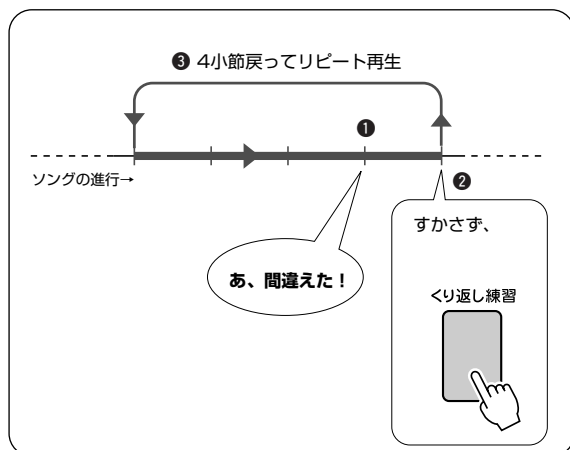 ❸ 4小節戻ってリピート再生
❶
ソングの進行→
❷
あ、間違えた！
すかさず、
くり返し練習